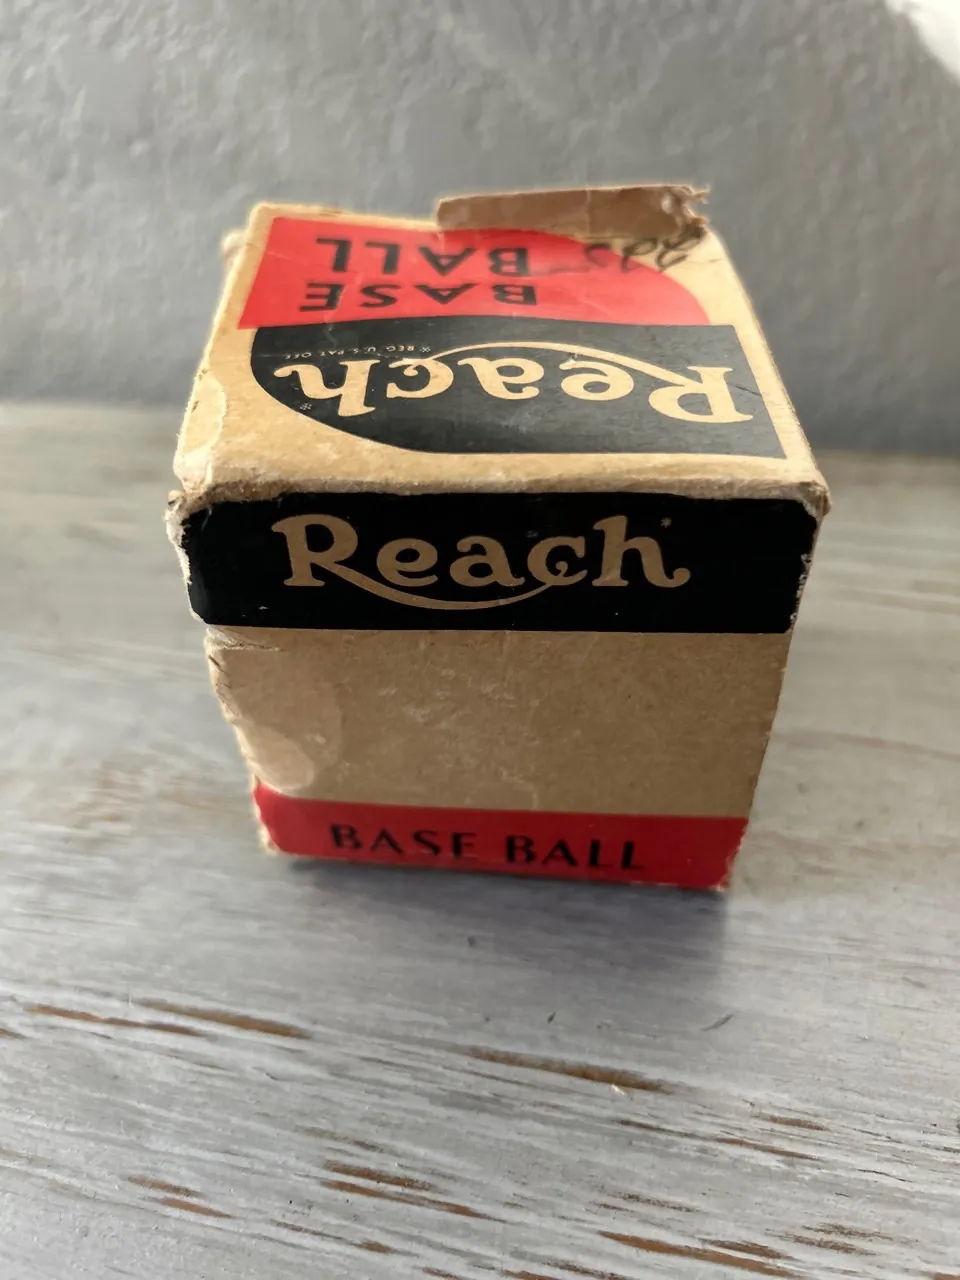 BASE
BALL
Reach
* REG. U.S. PAT. OFF.
Reach*
BASE BALL